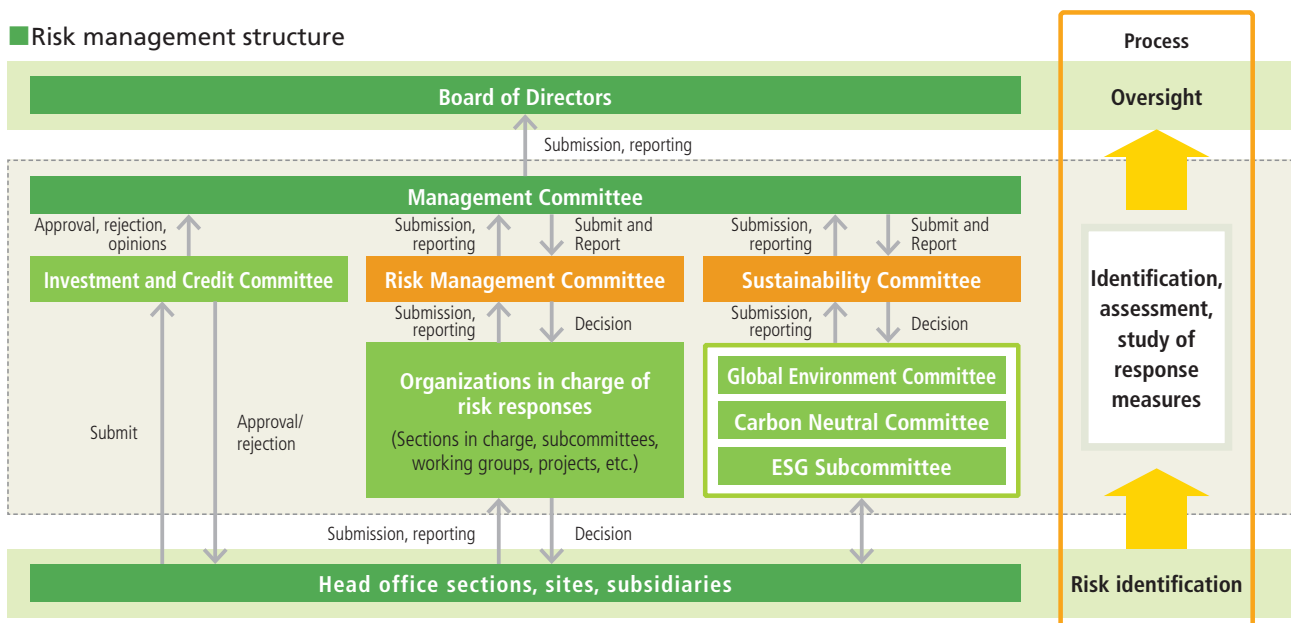 Risk management structure
Process
Board of Directors
Oversight
Submission, reporting
Management Committee
Approval, rejection,
opinions
Submission,
reporting
Submit and
Report
Submission,
reporting
Submit and
Report
Investment and Credit Committee
Risk Management Committee
Sustainability Committee
Submission,
reporting
Decision
Submission,
reporting
Decision
Identification,
assessment,
study of
response
measures
Organizations in charge of
risk responses
(Sections in charge, subcommittees,
working groups, projects, etc.)
Global Environment Committee
Carbon Neutral Committee
ESG Subcommittee
Submit
Approval/
rejection
Submission, reporting
Decision
Head office sections, sites, subsidiaries
Risk identification